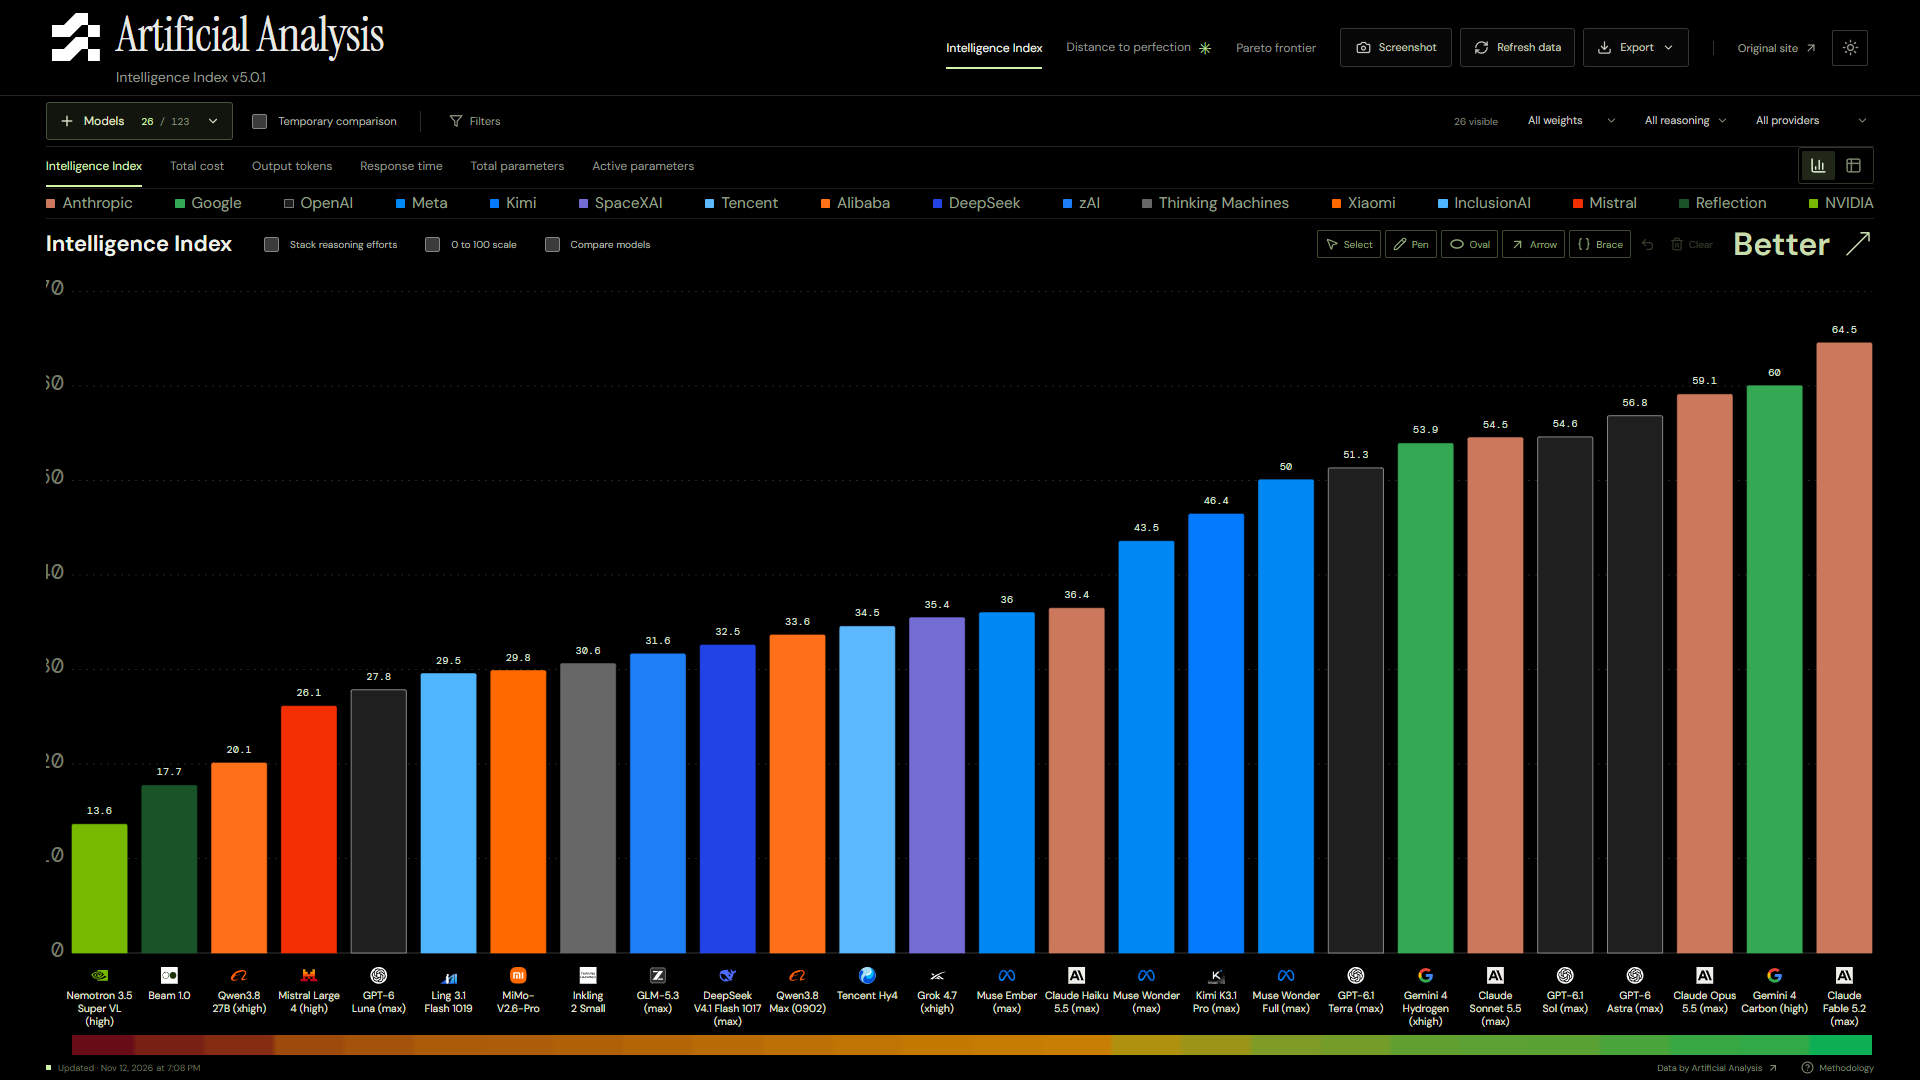 Artificial Analysis
Intelligence Index v5.0.1
Intelligence Index
Distance to perfection
Pareto frontier
Screenshot
Refresh data
Export
Original site
Models 26 / 123
Temporary comparison
Filters
26 visible
All weights
All reasoning
All providers
Intelligence Index
Total cost
Output tokens
Response time
Total parameters
Active parameters
Anthropic
Google
OpenAI
Meta
Kimi
SpaceXAI
Tencent
Alibaba
DeepSeek
zAI
Thinking Machines
Xiaomi
InclusionAI
Mistral
Reflection
NVIDIA
Intelligence Index
Stack reasoning efforts
0 to 100 scale
Compare models
Select
Pen
Oval
Arrow
Brace
Clear
Better
70
60
50
40
30
20
10
0
13.6
17.7
20.1
26.1
27.8
29.5
29.8
30.6
31.6
32.5
33.6
34.5
35.4
36
36.4
43.5
46.4
50
51.3
53.9
54.5
54.6
56.8
59.1
60
64.5
Nemotron 3.5
Super VL
(high)
Beam 1.0
Qwen3.8
27B (xhigh)
Mistral Large
4 (high)
GPT-6
Luna (max)
Ling 3.1
Flash 1019
MiMo-
V2.6-Pro
Inkling
2 Small
GLM-5.3
(max)
DeepSeek
V4.1 Flash 1017
(max)
Qwen3.8
Max (0902)
Tencent Hy4
Grok 4.7
(xhigh)
Muse Ember
(max)
Claude Haiku
5.5 (max)
Muse Wonder
(max)
Kimi K3.1
Pro (max)
Muse Wonder
Full (max)
GPT-6.1
Terra (max)
Gemini 4
Hydrogen
(xhigh)
Claude
Sonnet 5.5
(max)
GPT-6.1
Sol (max)
GPT-6
Astra (max)
Claude Opus
5.5 (max)
Gemini 4
Carbon (high)
Claude
Fable 5.2
(max)
Updated · Nov 12, 2026 at 7:08 PM
Data by Artificial Analysis
Methodology